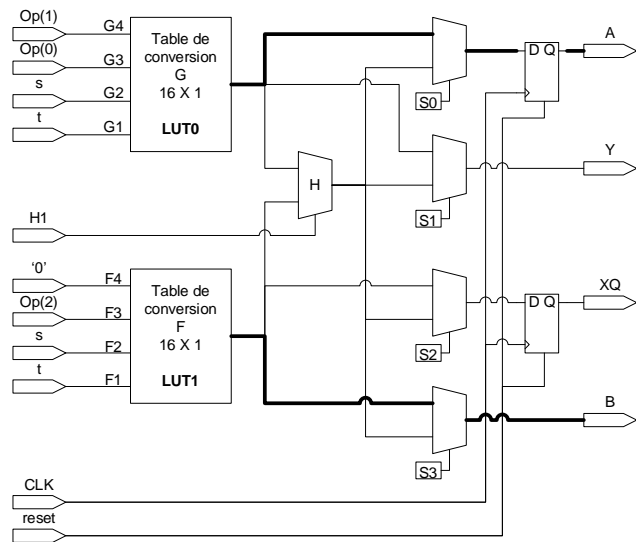 Op(1)
G4
Op(0)
G3
s
G2
t
G1
Table de
conversion
G
16 X 1
LUT0
S0
D Q
A
H
S1
Y
H1
‘0’
F4
Op(2)
F3
s
F2
t
F1
Table de
conversion
F
16 X 1
LUT1
S2
D Q
XQ
S3
B
CLK
reset